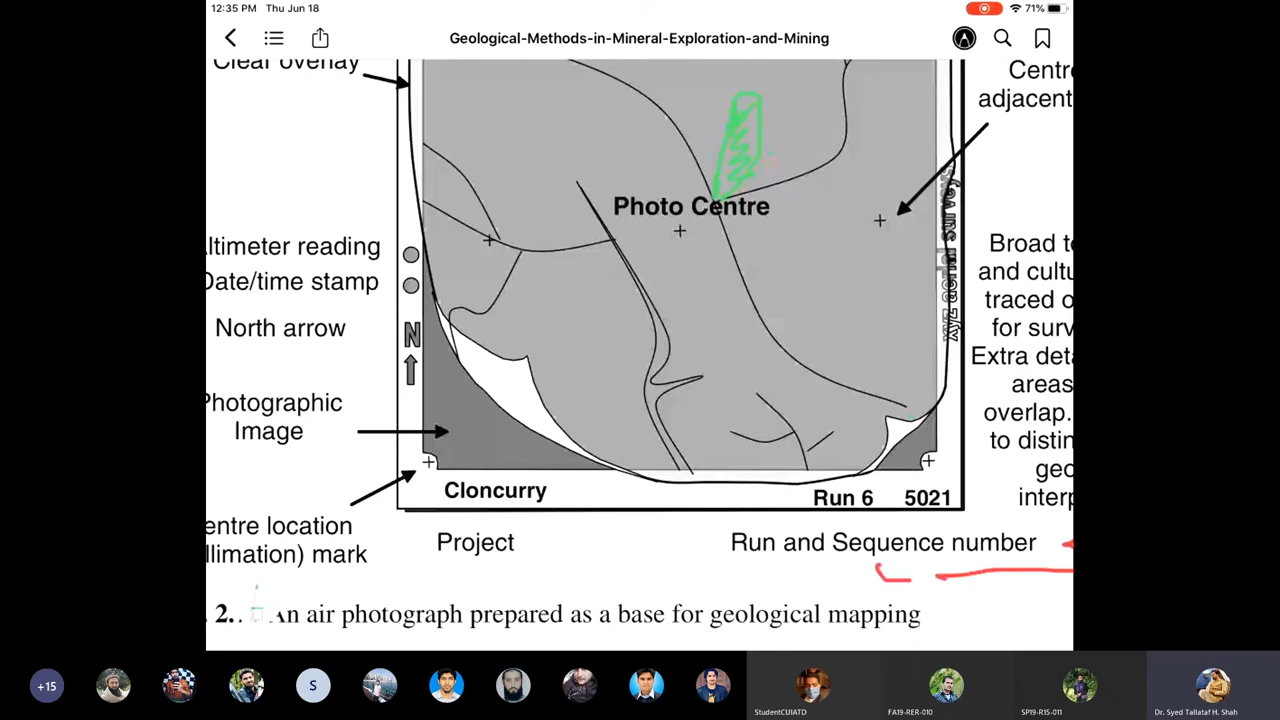 12:35 PM Thu Jun 18
71%
Geological-Methods-in-Mineral-Exploration-and-Mining
Clear overlay
Centr
adjacent
Photo Centre
ltimeter reading
Date/time stamp
North arrow
N
Photographic
Image
Broad t
and cultu
traced o
for surv
Extra det
areas
overlap.
to distin
geo
interp
Cloncurry
Run 6 5021
entre location
llimation) mark
Project
Run and Sequence number
2. An air photograph prepared as a base for geological mapping
+15
S
StudentCUIATD
FA19-RER-010
SP19-R15-011
Dr. Syed Tallataf H. Shah